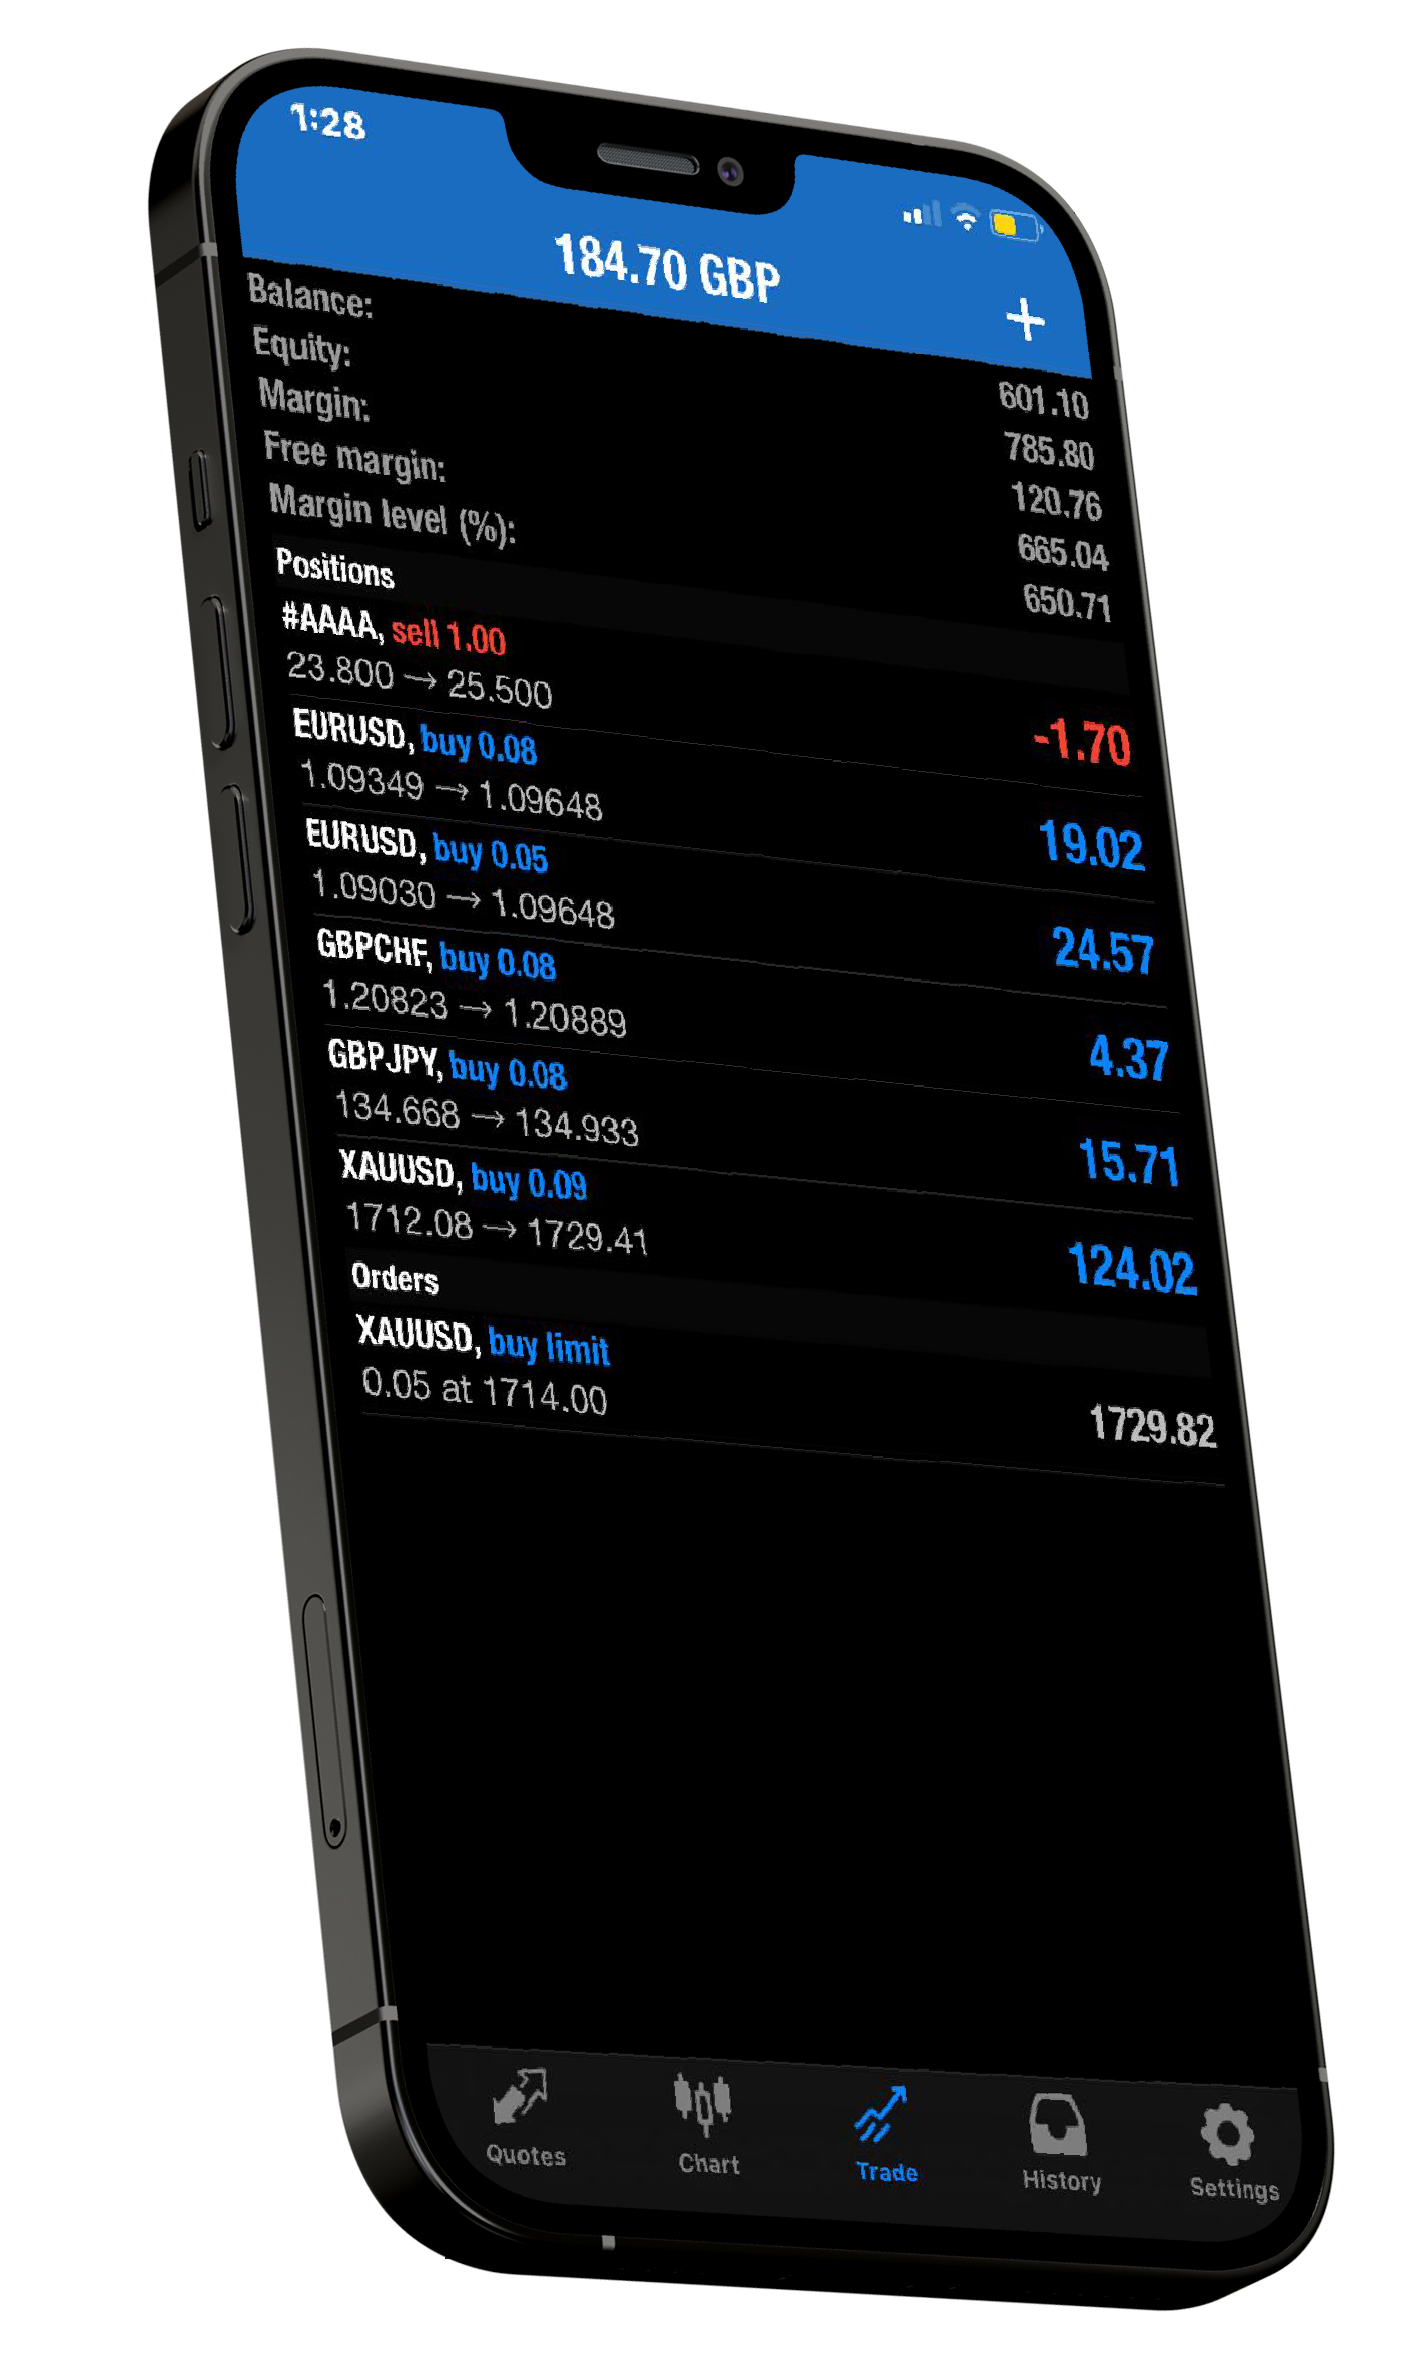 1:28
184.70 GBP
+
Balance: 601.10
Equity: 785.80
Margin: 120.76
Free margin: 665.04
Margin level (%): 650.71
Positions
#AAAA, sell 1.00
23.800 → 25.500 -1.70
EURUSD, buy 0.08
1.09349 → 1.09648 19.02
EURUSD, buy 0.05
1.09030 → 1.09648 24.57
GBPCHF, buy 0.08
1.20823 → 1.20889 4.37
GBPJPY, buy 0.08
134.668 → 134.933 15.71
XAUUSD, buy 0.09
1712.08 → 1729.41 124.02
Orders
XAUUSD, buy limit
0.05 at 1714.00 1729.82
Quotes Chart Trade History Settings